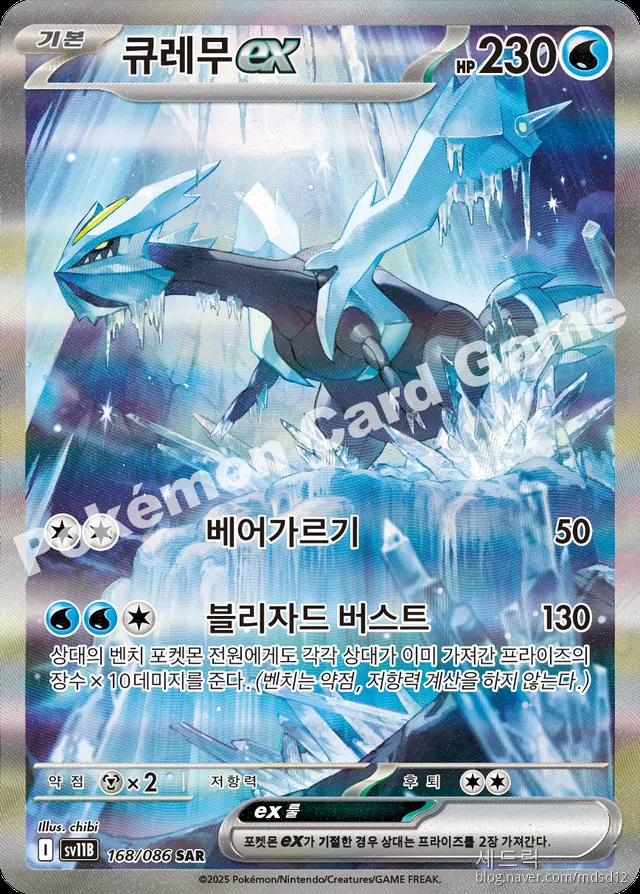 기본 큐레무 ex HP 230
Pokémon Card Game
베어가르기 50
블리자드 버스트 130
상대의 벤치 포켓몬 전원에게도 각각 상대가 이미 가져간 프라이즈의
장수 × 10데미지를 준다. (벤치는 약점, 저항력 계산을 하지 않는다.)
약점 ×2 저항력 후퇴
ex 룰
포켓몬 ex가 기절한 경우 상대는 프라이즈를 2장 가져간다.
Illus. chibi
I sv11B 168/086 SAR
©2025 Pokémon/Nintendo/Creatures/GAME FREAK.
세드릭
blog.naver.com/mdsd12